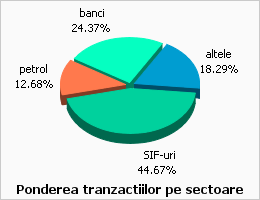 banci
24.37%
altele
18.29%
petrol
12.68%
SIF-uri
44.67%
Ponderea tranzactiilor pe sectoare